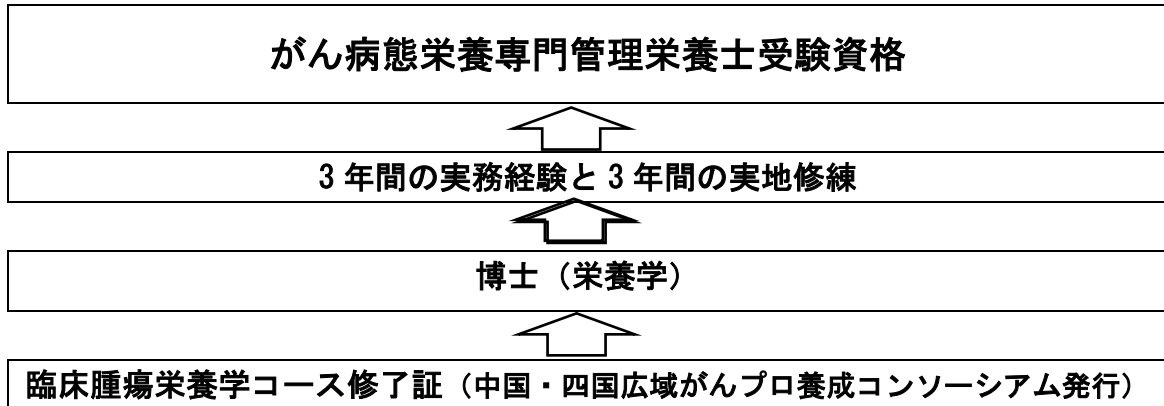 がん病態栄養専門管理栄養士受験資格
3年間の実務経験と3年間の実地修練
博士（栄養学）
臨床腫瘍栄養学コース修了証（中国・四国広域がんプロ養成コンソーシアム発行）